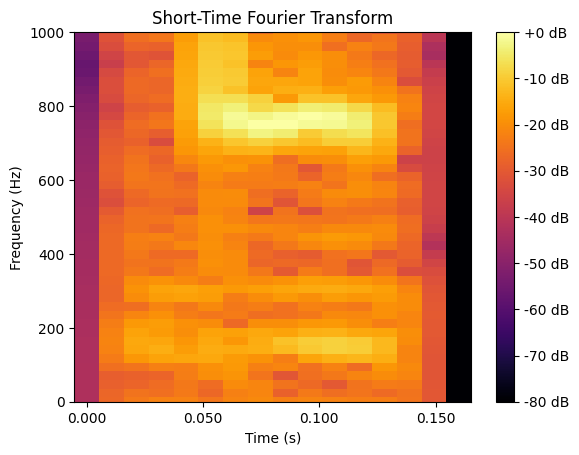 Short-Time Fourier Transform
Frequency (Hz)
1000
800
600
400
200
0
0.000
0.050
0.100
0.150
Time (s)
+0 dB
-10 dB
-20 dB
-30 dB
-40 dB
-50 dB
-60 dB
-70 dB
-80 dB